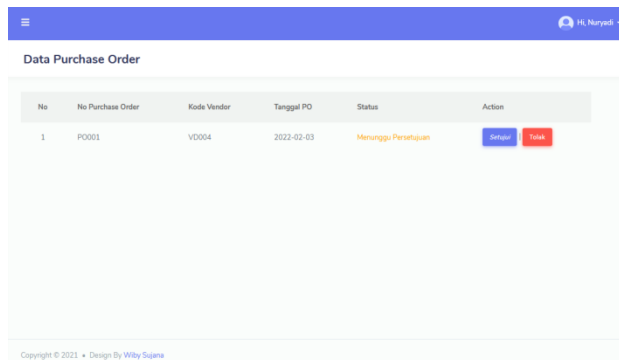 Hi, Nuryadi
Data Purchase Order
No No Purchase Order Kode Vendor Tanggal PO Status Action
1 PO001 VD004 2022-02-03 Menunggu Persetujuan Setujui | Tolak
Copyright © 2021 • Design By Wiby Sujana